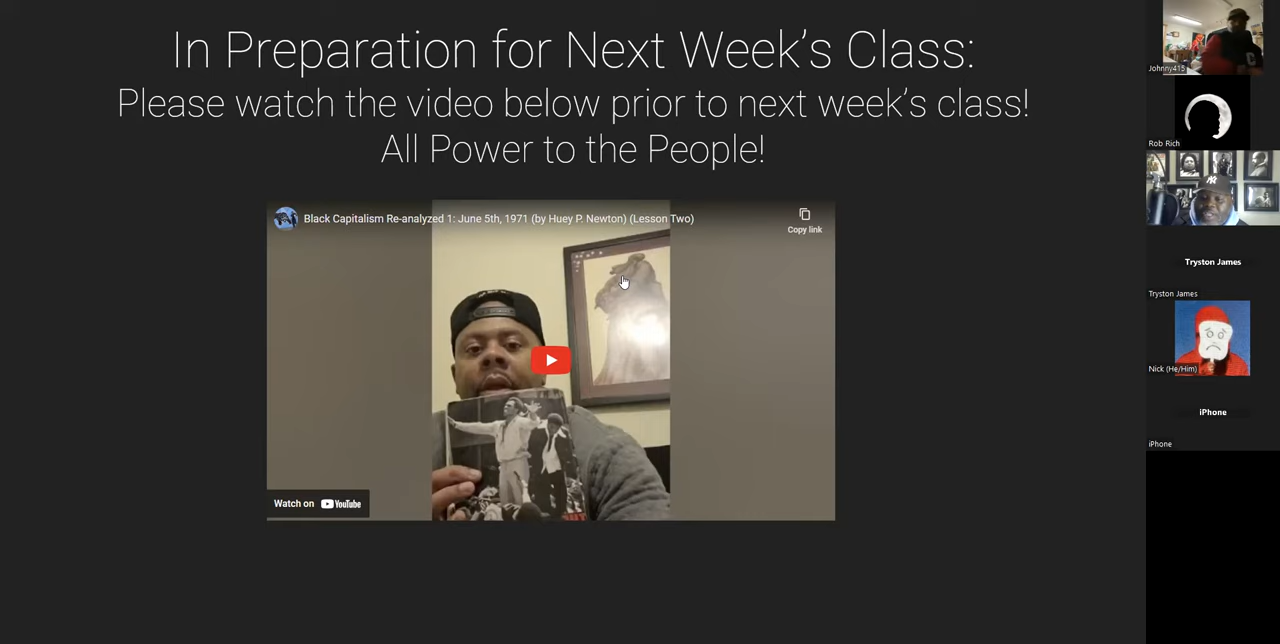 In Preparation for Next Week's Class:
Please watch the video below prior to next week's class!
All Power to the People!
Black Capitalism Re-analyzed 1: June 5th, 1971 (by Huey P. Newton) (Lesson Two)
Copy link
Watch on YouTube
Johnny415
Rob Rich
Tryston James
Tryston James
Nick (He/Him)
iPhone
iPhone